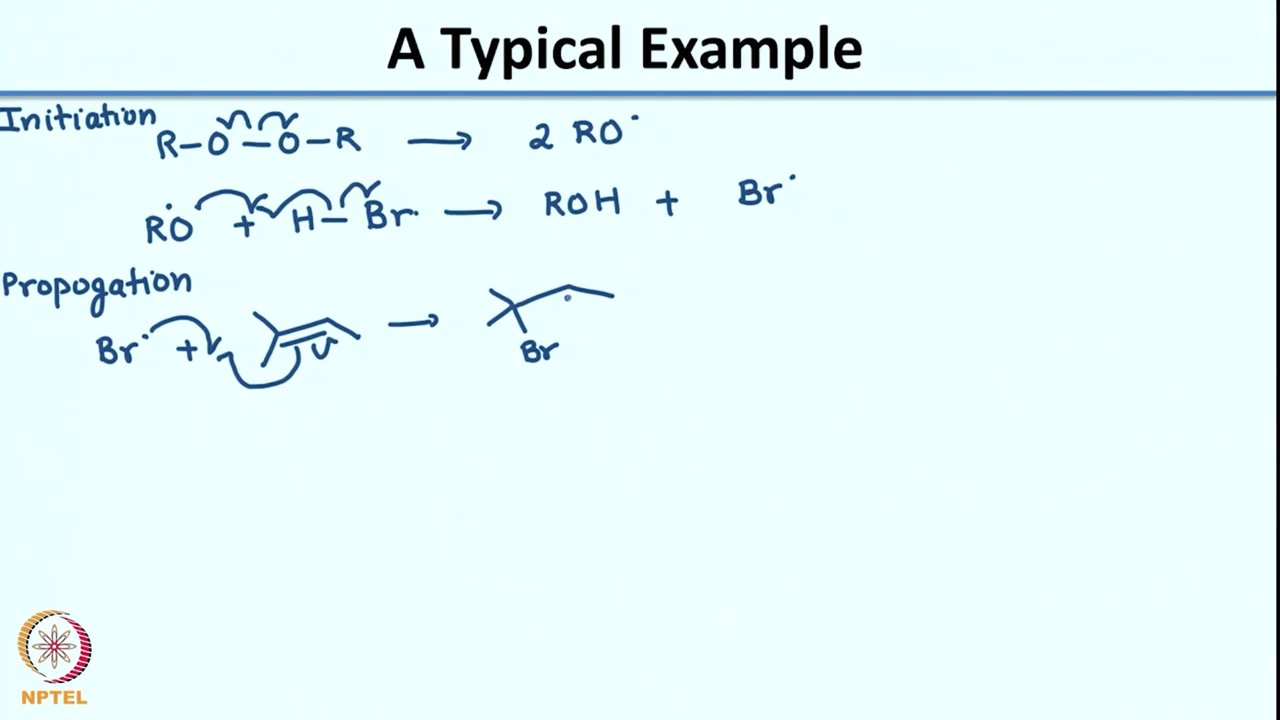 A Typical Example
Initiation
R-O-O-R → 2 RO·
RO· + H-Br → ROH + Br·
Propogation
Br· + →
Br
NPTEL